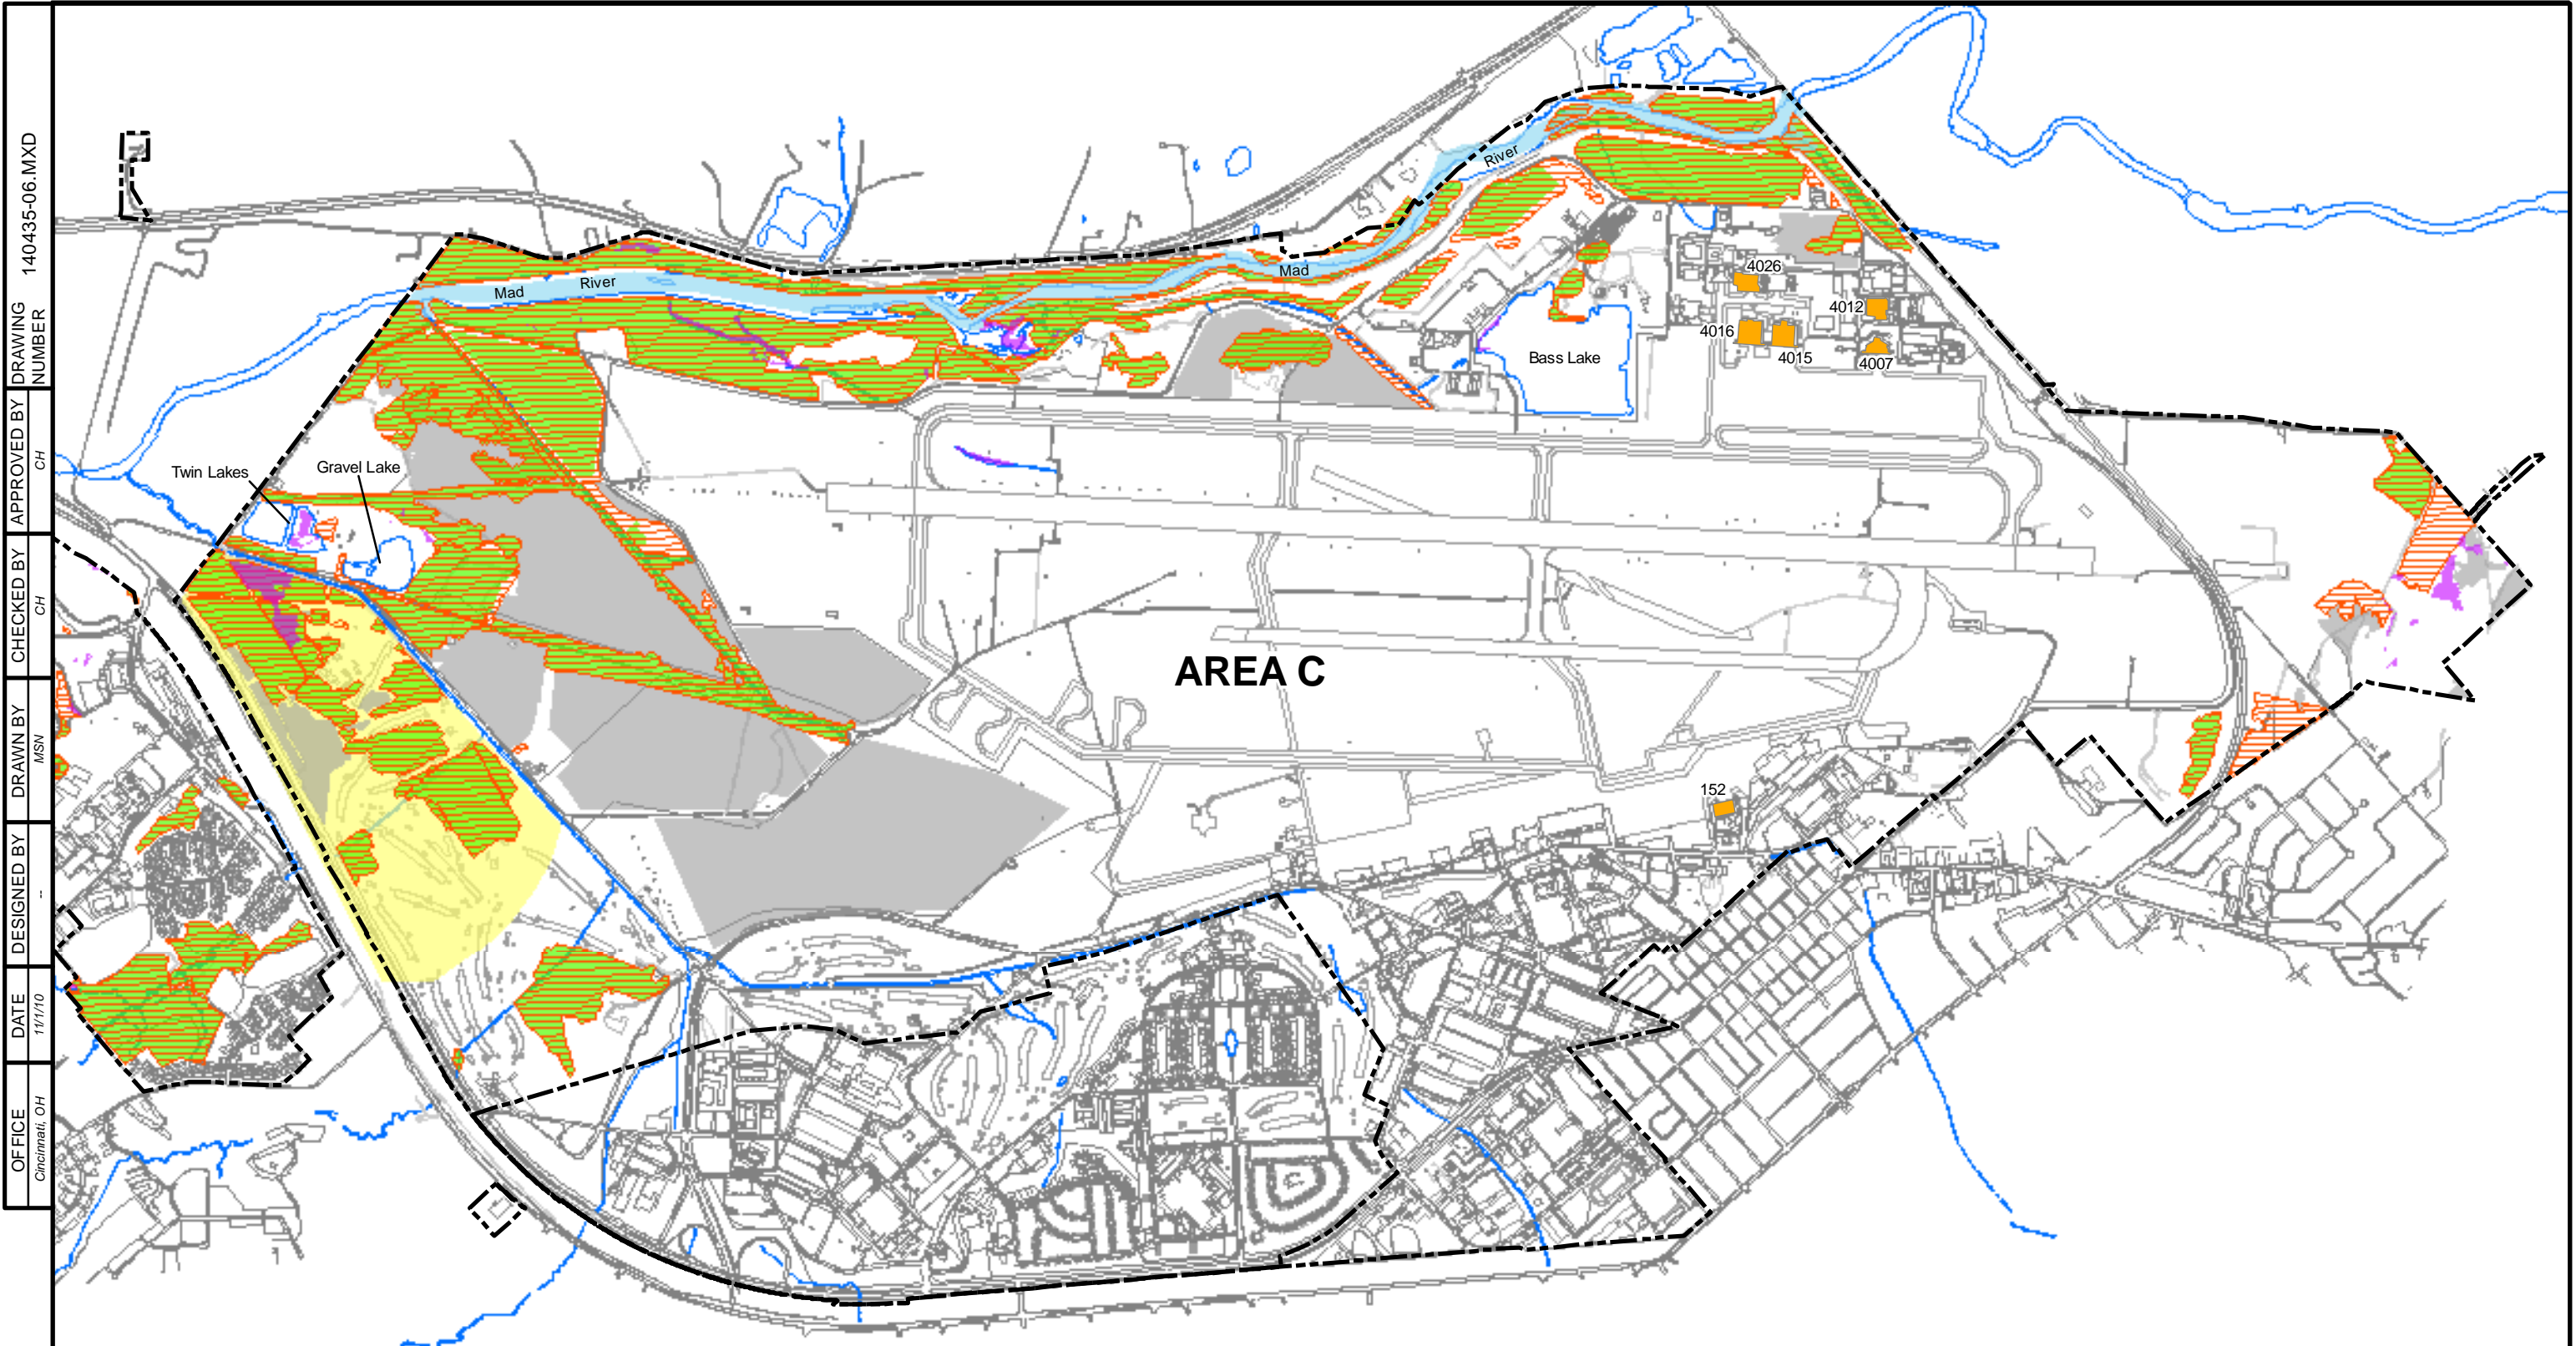 DRAWING
NUMBER
140435-06.MXD
APPROVED BY
CH
CHECKED BY
CH
DRAWN BY
MSN
DESIGNED BY
--
DATE
11/1/10
OFFICE
Cincinnati, OH
River
Mad
River
Mad
4026
4012
4016
4015
4007
Bass Lake
Twin Lakes
Gravel Lake
AREA C
152